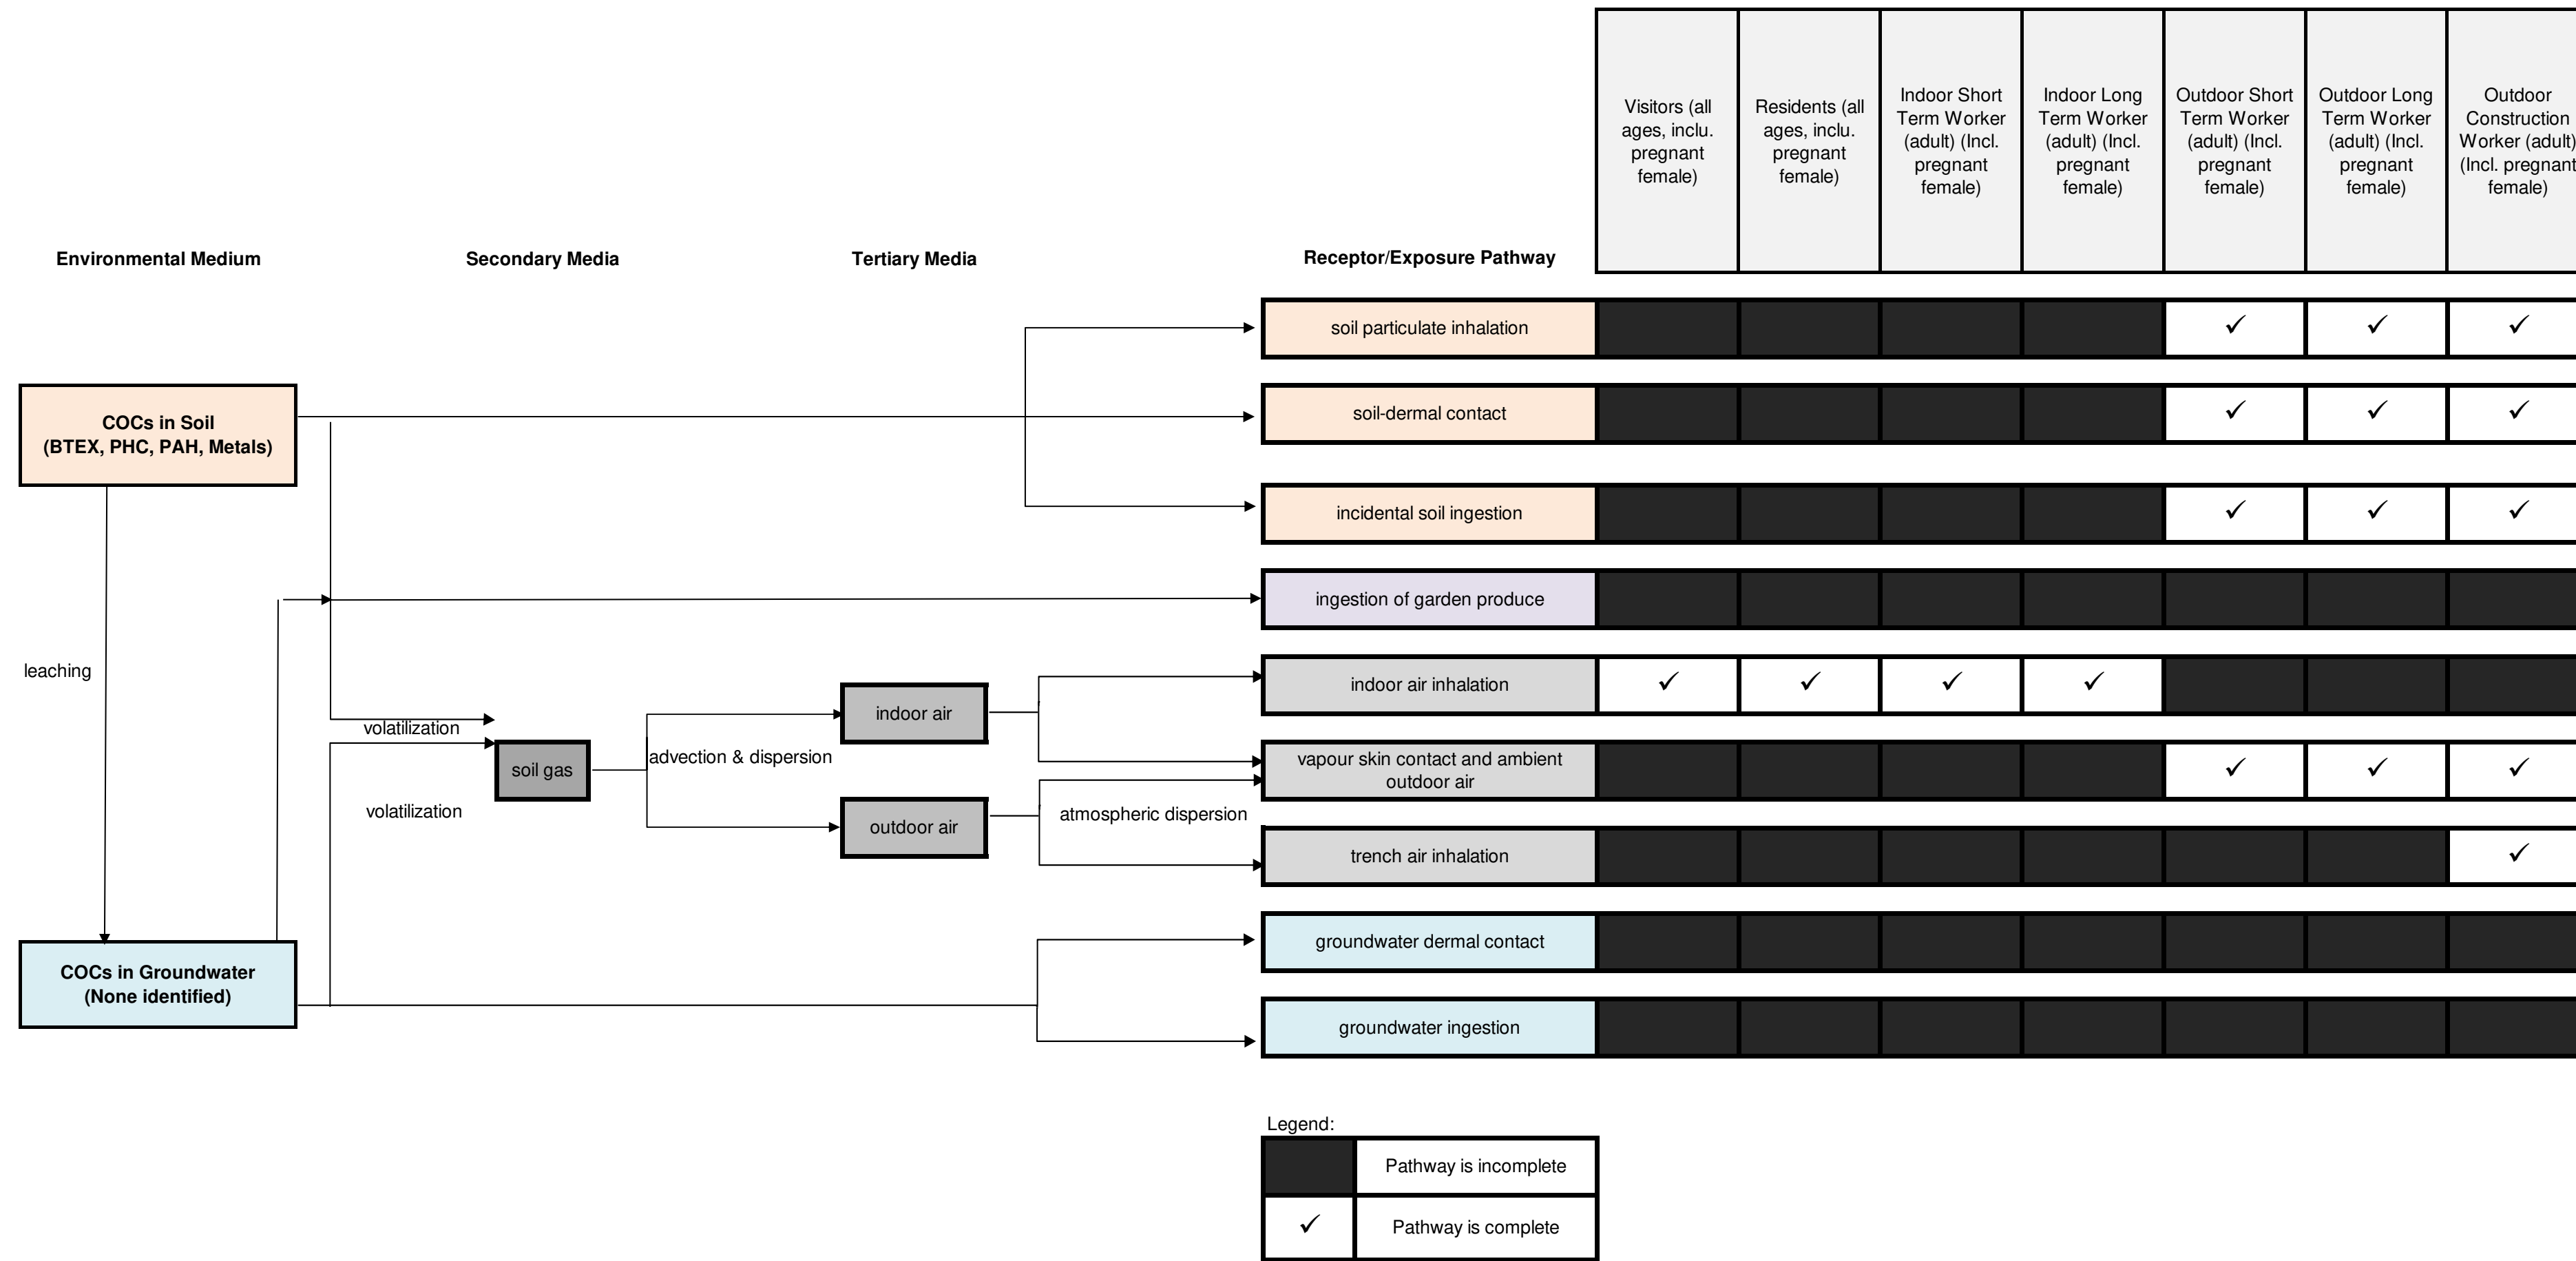 Visitors (all
ages, inclu.
pregnant
female)
Residents (all
ages, inclu.
pregnant
female)
Indoor Short
Term Worker
(adult) (Incl.
pregnant
female)
Indoor Long
Term Worker
(adult) (Incl.
pregnant
female)
Outdoor Short
Term Worker
(adult) (Incl.
pregnant
female)
Outdoor Long
Term Worker
(adult) (Incl.
pregnant
female)
Outdoor
Construction
Worker (adult)
(Incl. pregnant
female)
Environmental Medium
Secondary Media
Tertiary Media
Receptor/Exposure Pathway
soil particulate inhalation
✓ ✓ ✓
COCs in Soil
(BTEX, PHC, PAH, Metals)
soil-dermal contact
✓ ✓ ✓
incidental soil ingestion
✓ ✓ ✓
ingestion of garden produce
leaching
indoor air inhalation
✓ ✓ ✓ ✓
volatilization
indoor air
advection & dispersion
soil gas
vapour skin contact and ambient
outdoor air
✓ ✓ ✓
volatilization
outdoor air
atmospheric dispersion
trench air inhalation
✓
groundwater dermal contact
COCs in Groundwater
(None identified)
groundwater ingestion
Legend:
Pathway is incomplete
✓ Pathway is complete